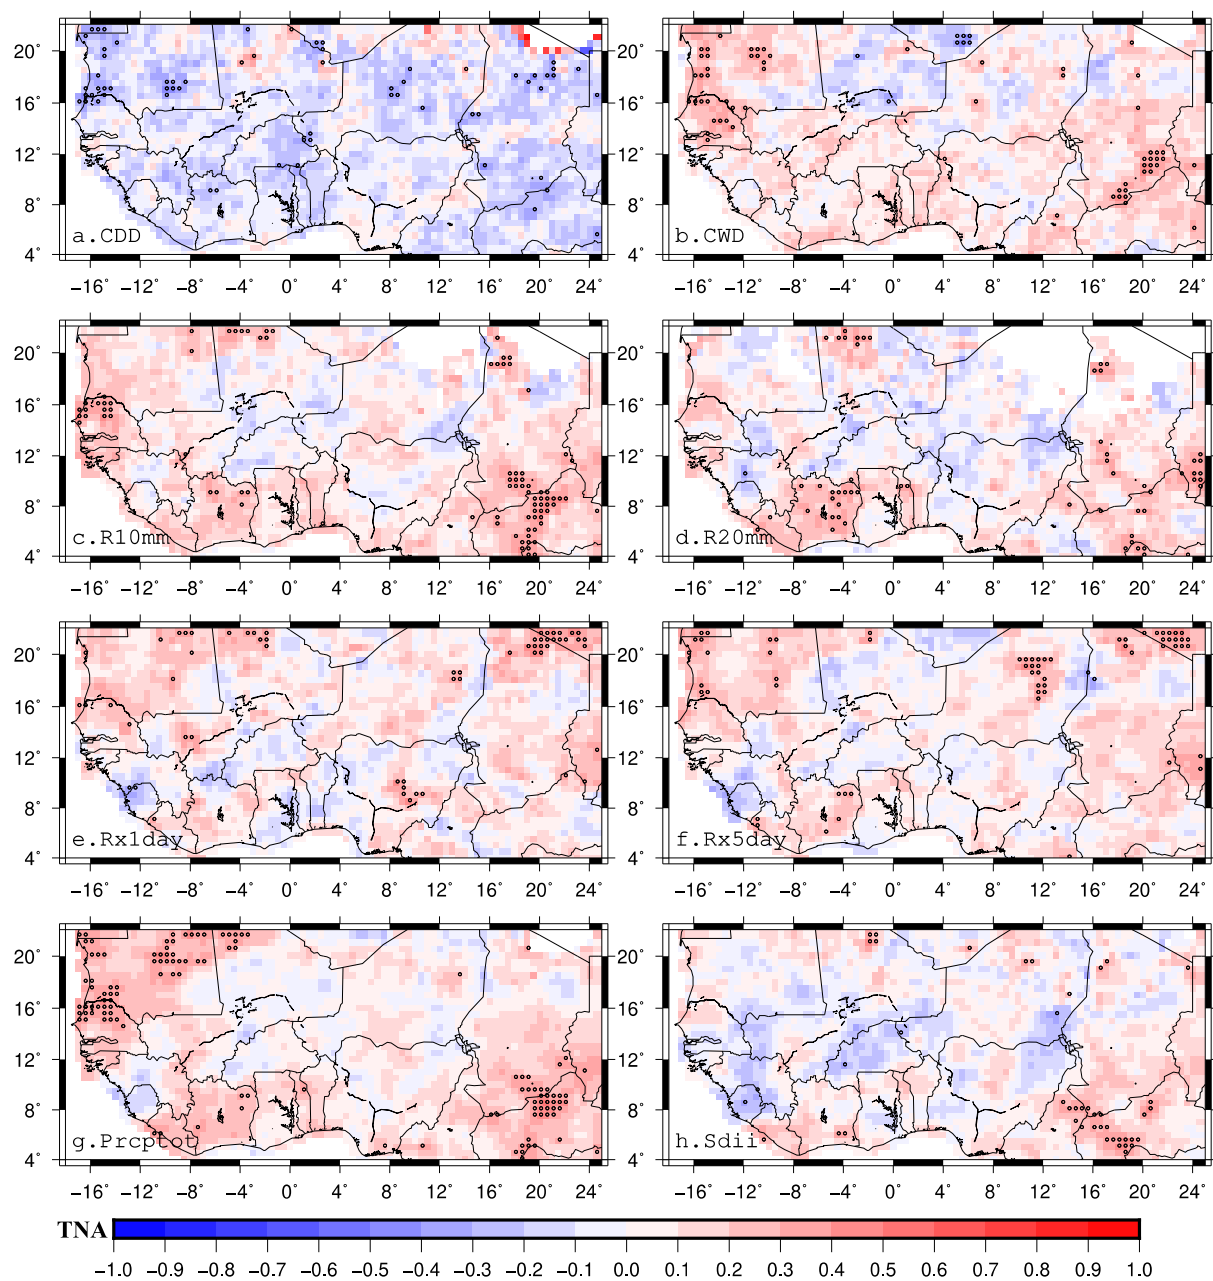 20° 20°
16° 16°
12° 12°
8° 8°
4° a.CDD b.CWD 4°
−16° −12° −8° −4° 0° 4° 8° 12° 16° 20° 24° −16° −12° −8° −4° 0° 4° 8° 12° 16° 20° 24°
20° 20°
16° 16°
12° 12°
8° 8°
4° c.R10mm d.R20mm 4°
−16° −12° −8° −4° 0° 4° 8° 12° 16° 20° 24° −16° −12° −8° −4° 0° 4° 8° 12° 16° 20° 24°
20° 20°
16° 16°
12° 12°
8° 8°
4° e.Rx1day f.Rx5day 4°
−16° −12° −8° −4° 0° 4° 8° 12° 16° 20° 24° −16° −12° −8° −4° 0° 4° 8° 12° 16° 20° 24°
20° 20°
16° 16°
12° 12°
8° 8°
4° g.Prcptot h.Sdii 4°
−16° −12° −8° −4° 0° 4° 8° 12° 16° 20° 24° −16° −12° −8° −4° 0° 4° 8° 12° 16° 20° 24°
TNA
-1.0 -0.9 -0.8 -0.7 -0.6 -0.5 -0.4 -0.3 -0.2 -0.1 0.0 0.1 0.2 0.3 0.4 0.5 0.6 0.7 0.8 0.9 1.0